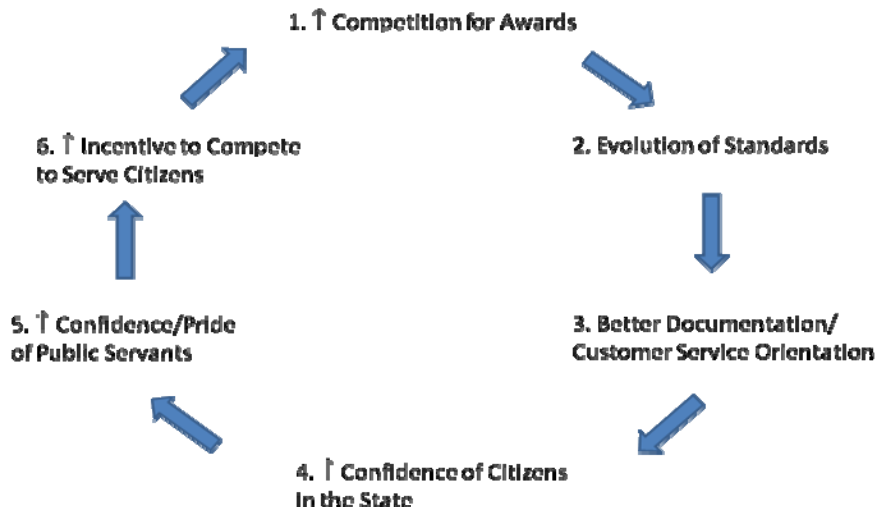 1. ↑ Competition for Awards
2. Evolution of Standards
3. Better Documentation/
Customer Service Orientation
4. ↑ Confidence of Citizens
In the State
5. ↑ Confidence/Pride
of Public Servants
6. ↑ Incentive to Compete
to Serve Citizens